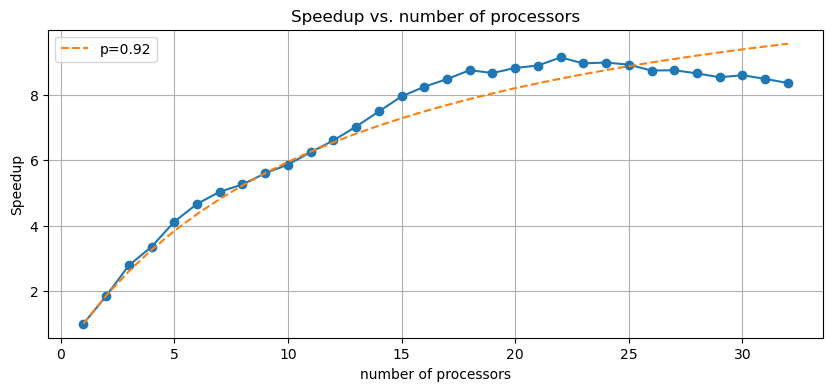 Speedup vs. number of processors
p=0.92
Speedup
8
6
4
2
0 5 10 15 20 25 30
number of processors